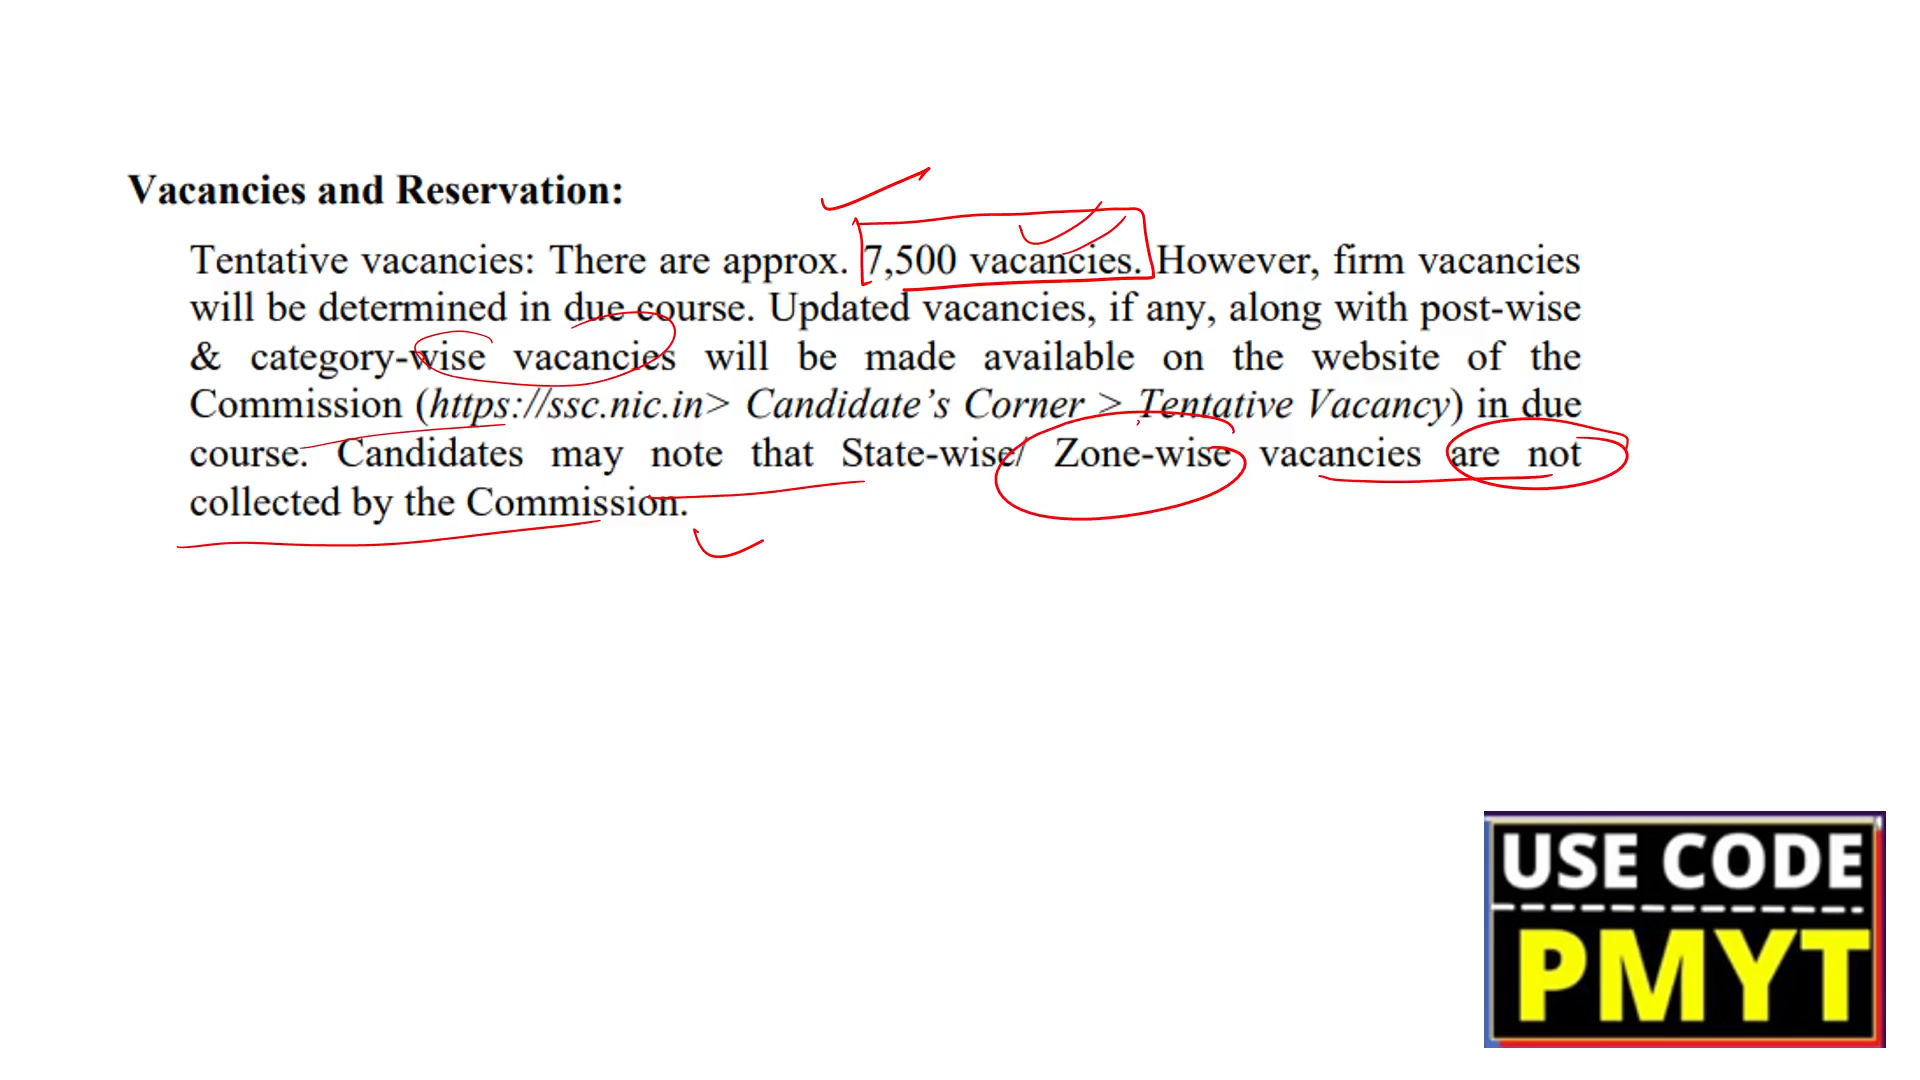 Vacancies and Reservation:
Tentative vacancies: There are approx. 7,500 vacancies. However, firm vacancies
will be determined in due course. Updated vacancies, if any, along with post-wise
& category-wise vacancies will be made available on the website of the
Commission (https://ssc.nic.in> Candidate’s Corner > Tentative Vacancy) in due
course. Candidates may note that State-wise/ Zone-wise vacancies are not
collected by the Commission.
USE CODE
PMYT